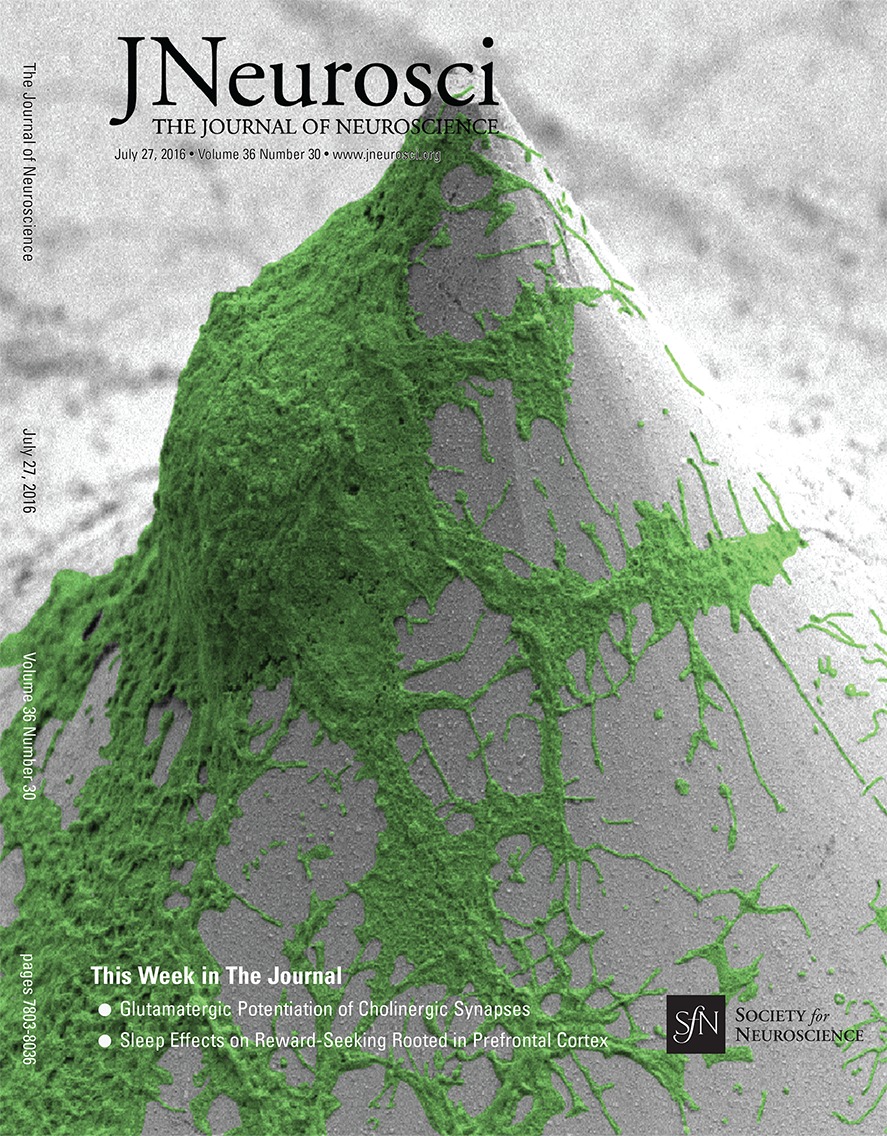 JNeurosci
THE JOURNAL OF NEUROSCIENCE
July 27, 2016 • Volume 36 Number 30 • www.jneurosci.org
The Journal of Neuroscience
July 27, 2016
Volume 36 Number 30
pages 7803-8036
This Week in The Journal
● Glutamatergic Potentiation of Cholinergic Synapses
● Sleep Effects on Reward-Seeking Rooted in Prefrontal Cortex
SfN
SOCIETY for
NEUROSCIENCE